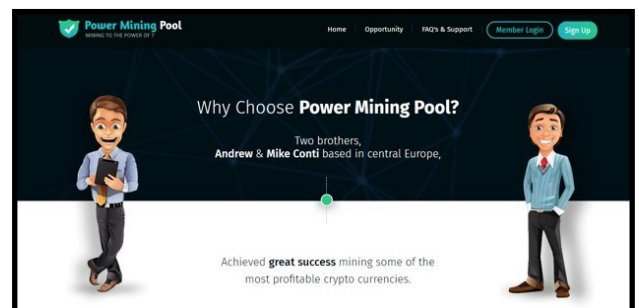 Power Mining Pool
MINING TO THE POWER OF 7
Home Opportunity FAQ's & Support Member Login Sign Up
Why Choose Power Mining Pool?
Two brothers,
Andrew & Mike Conti based in central Europe,
Achieved great success mining some of the
most profitable crypto currencies.